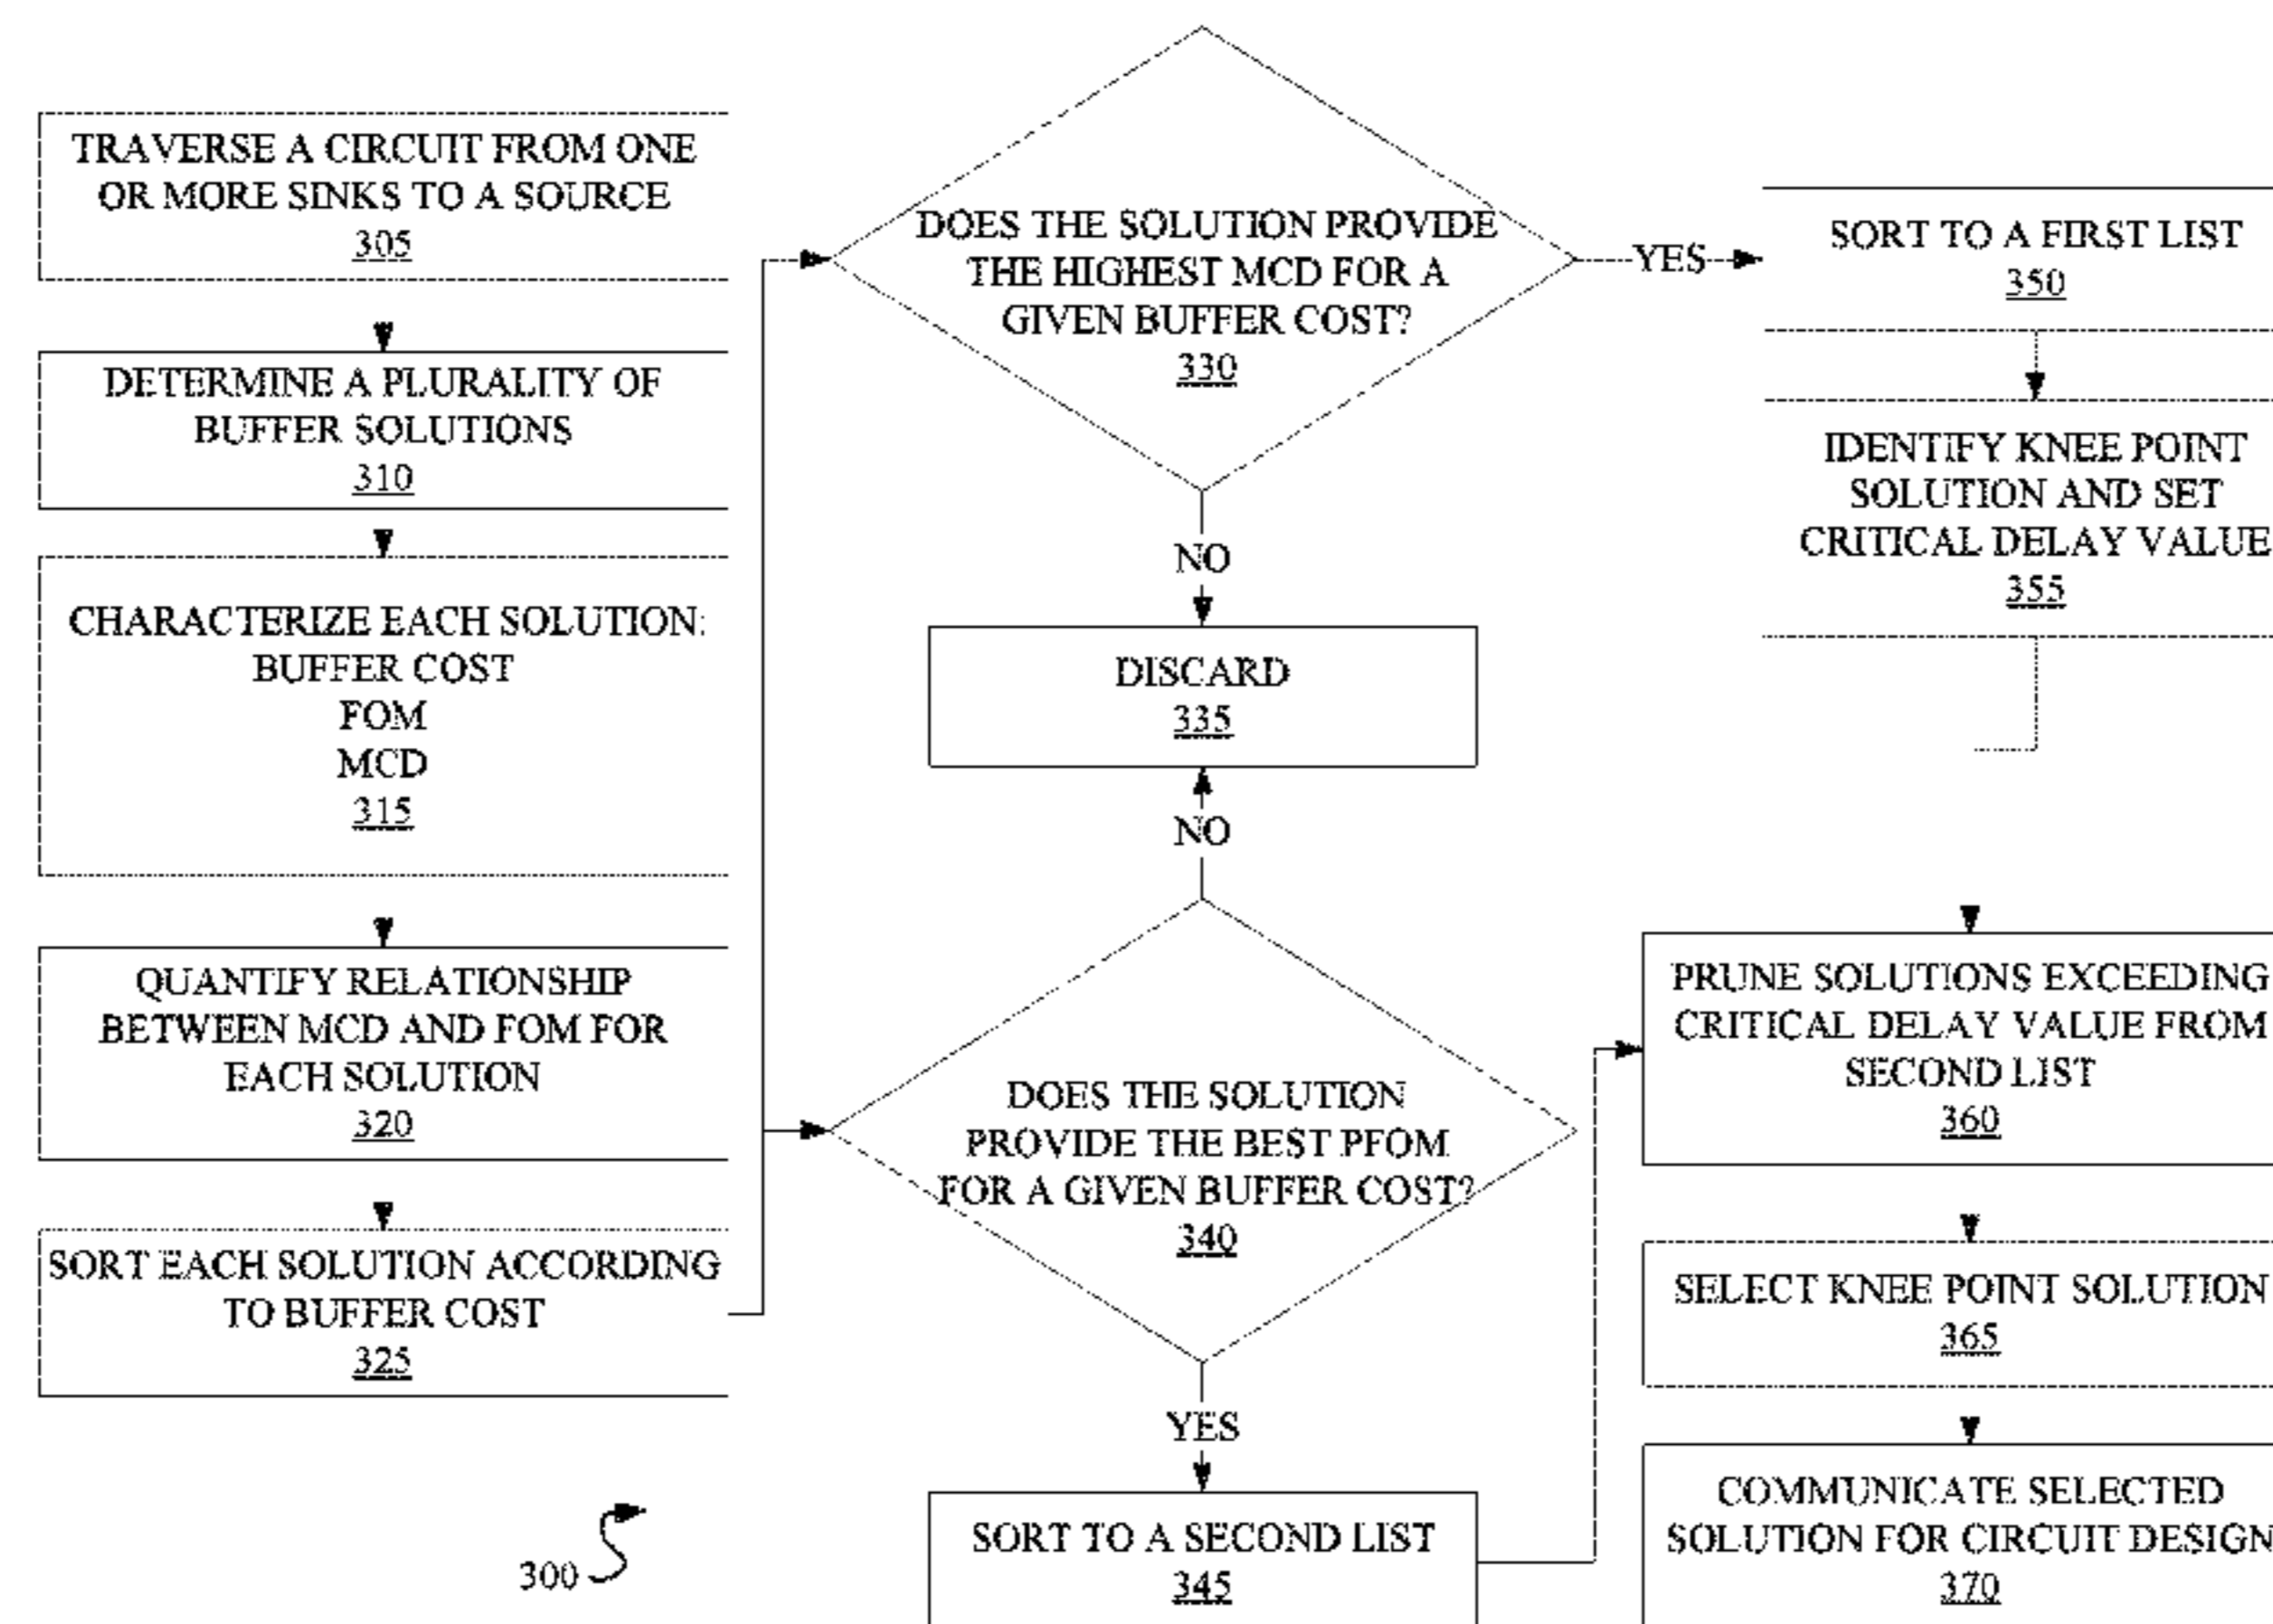 TRAVERSE A CIRCUIT FROM ONE
OR MORE SINKS TO A SOURCE
305
DETERMINE A PLURALITY OF
BUFFER SOLUTIONS
310
CHARACTERIZE EACH SOLUTION:
BUFFER COST
FOM
MCD
315
QUANTIFY RELATIONSHIP
BETWEEN MCD AND FOM FOR
EACH SOLUTION
320
SORT EACH SOLUTION ACCORDING
TO BUFFER COST
325
300
DOES THE SOLUTION PROVIDE
THE HIGHEST MCD FOR A
GIVEN BUFFER COST?
330
YES
NO
DISCARD
335
NO
DOES THE SOLUTION
PROVIDE THE BEST PFOM
FOR A GIVEN BUFFER COST?
340
YES
SORT TO A SECOND LIST
345
SORT TO A FIRST LIST
350
IDENTIFY KNEE POINT
SOLUTION AND SET
CRITICAL DELAY VALUE
355
PRUNE SOLUTIONS EXCEEDING
CRITICAL DELAY VALUE FROM
SECOND LIST
360
SELECT KNEE POINT SOLUTION
365
COMMUNICATE SELECTED
SOLUTION FOR CIRCUIT DESIGN
370